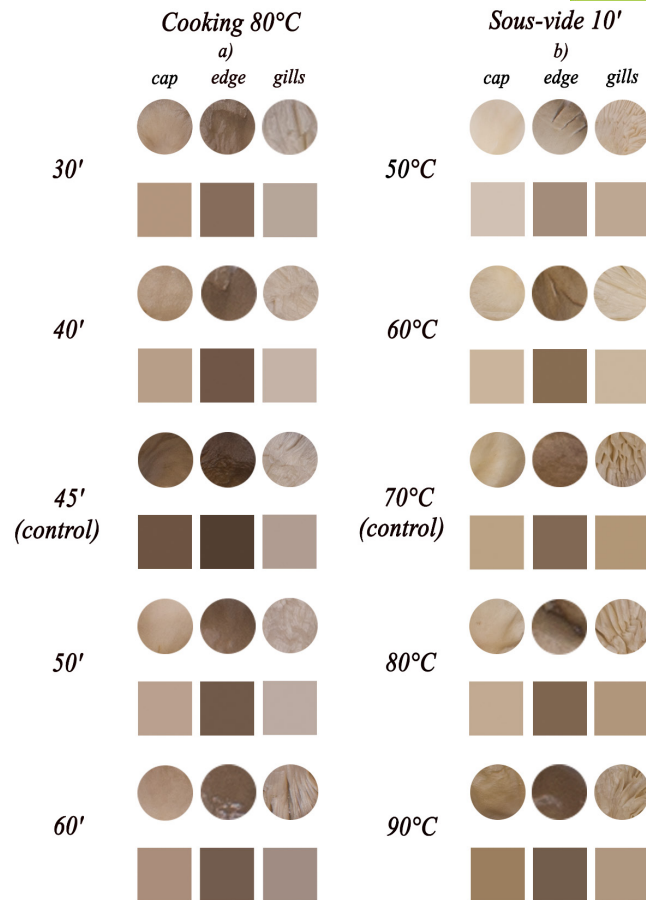 Cooking 80°C
a)
cap edge gills
30'
40'
45'
(control)
50'
60'
Sous-vide 10'
b)
cap edge gills
50°C
60°C
70°C
(control)
80°C
90°C